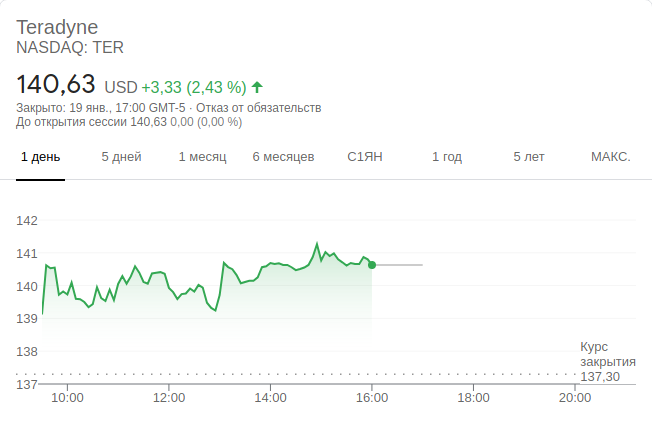 Teradyne
NASDAQ: TER
140,63 USD +3,33 (2,43 %)
Закрыто: 19 янв., 17:00 GMT-5 · Отказ от обязательств
До открытия сессии 140,63 0,00 (0,00 %)
1 день 5 дней 1 месяц 6 месяцев С1ЯН 1 год 5 лет МАКС.
142
141
140
139
138
Курс
закрытия
137,30
137
10:00 12:00 14:00 16:00 18:00 20:00